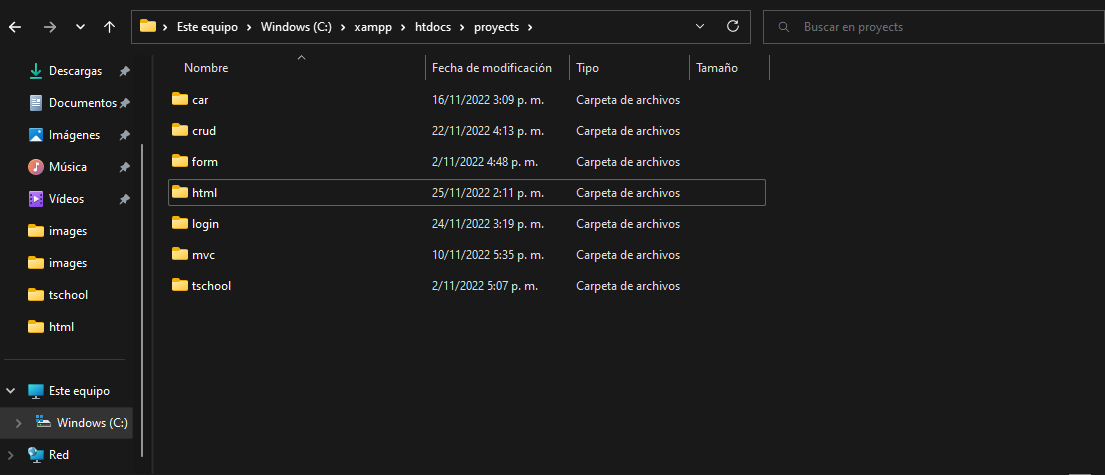 Este equipo > Windows (C:) > xampp > htdocs > proyects >
Buscar en proyects
Descargas
Documentos
Imágenes
Música
Vídeos
images
images
tschool
html
Este equipo
Windows (C:)
Red
Nombre Fecha de modificación Tipo Tamaño
car 16/11/2022 3:09 p. m. Carpeta de archivos
crud 22/11/2022 4:13 p. m. Carpeta de archivos
form 2/11/2022 4:48 p. m. Carpeta de archivos
html 25/11/2022 2:11 p. m. Carpeta de archivos
login 24/11/2022 3:19 p. m. Carpeta de archivos
mvc 10/11/2022 5:35 p. m. Carpeta de archivos
tschool 2/11/2022 5:07 p. m. Carpeta de archivos